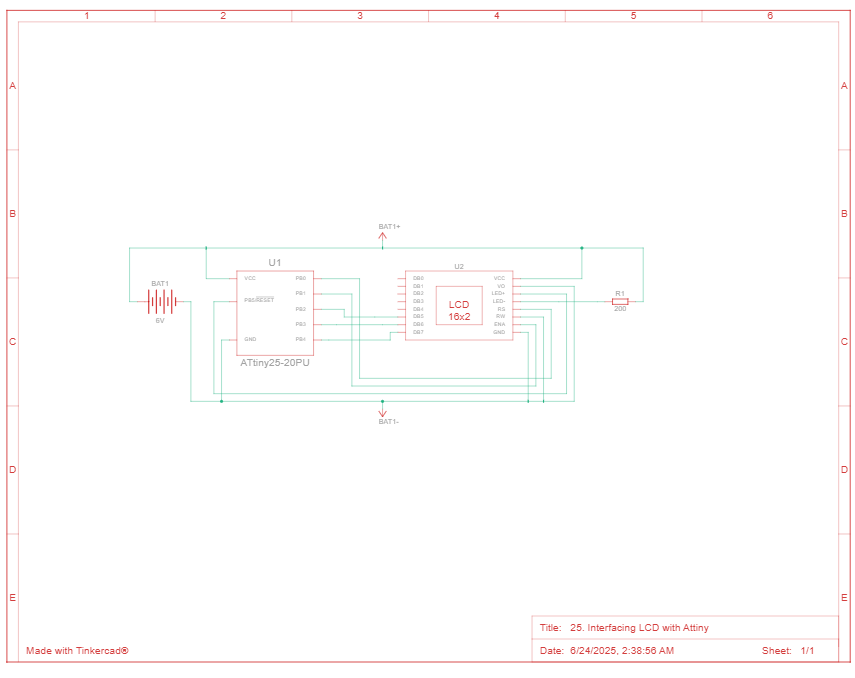 1 2 3 4 5 6
A A
BAT1+
B B
U1
U2
BAT1
6V
VCC
PB5/RESET
GND
PB0
PB1
PB2
PB3
PB4
ATtiny25-20PU
DB0
DB1
DB2
DB3
DB4
DB5
DB6
DB7
LCD
16x2
VCC
VO
LED+
LED-
RS
RW
ENA
GND
R1
200
C C
BAT1-
D D
E E
Title: 25. Interfacing LCD with Attiny
Made with Tinkercad®
Date: 6/24/2025, 2:38:56 AM Sheet: 1/1